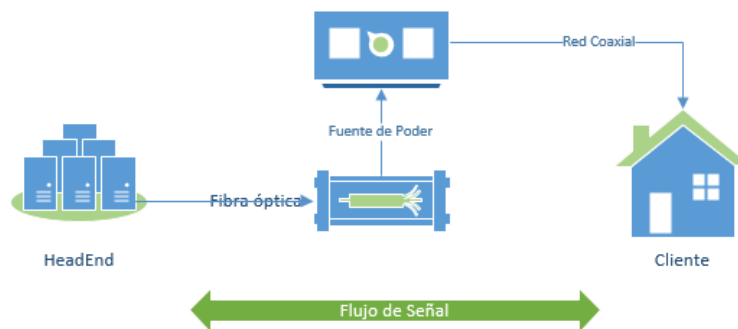 Red Coaxial
Fuente de Poder
Fibra óptica
HeadEnd
Cliente
Flujo de Señal